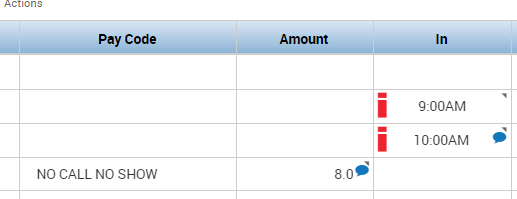 Actions
Pay Code Amount In
9:00AM
10:00AM
NO CALL NO SHOW 8.0